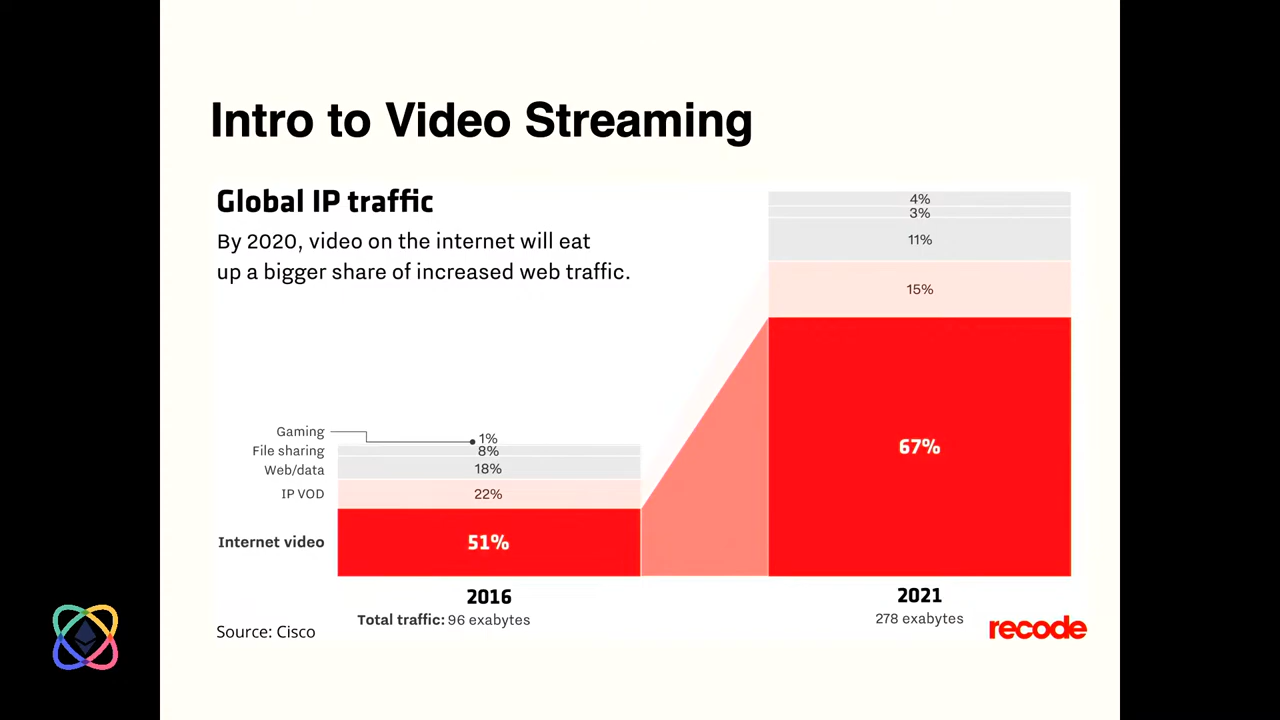 Intro to Video Streaming
Global IP traffic
By 2020, video on the internet will eat
up a bigger share of increased web traffic.
4%
3%
11%
15%
67%
Gaming
1%
File sharing
8%
Web/data
18%
IP VOD
22%
Internet video
51%
2016
2021
Total traffic: 96 exabytes
278 exabytes
Source: Cisco
recode